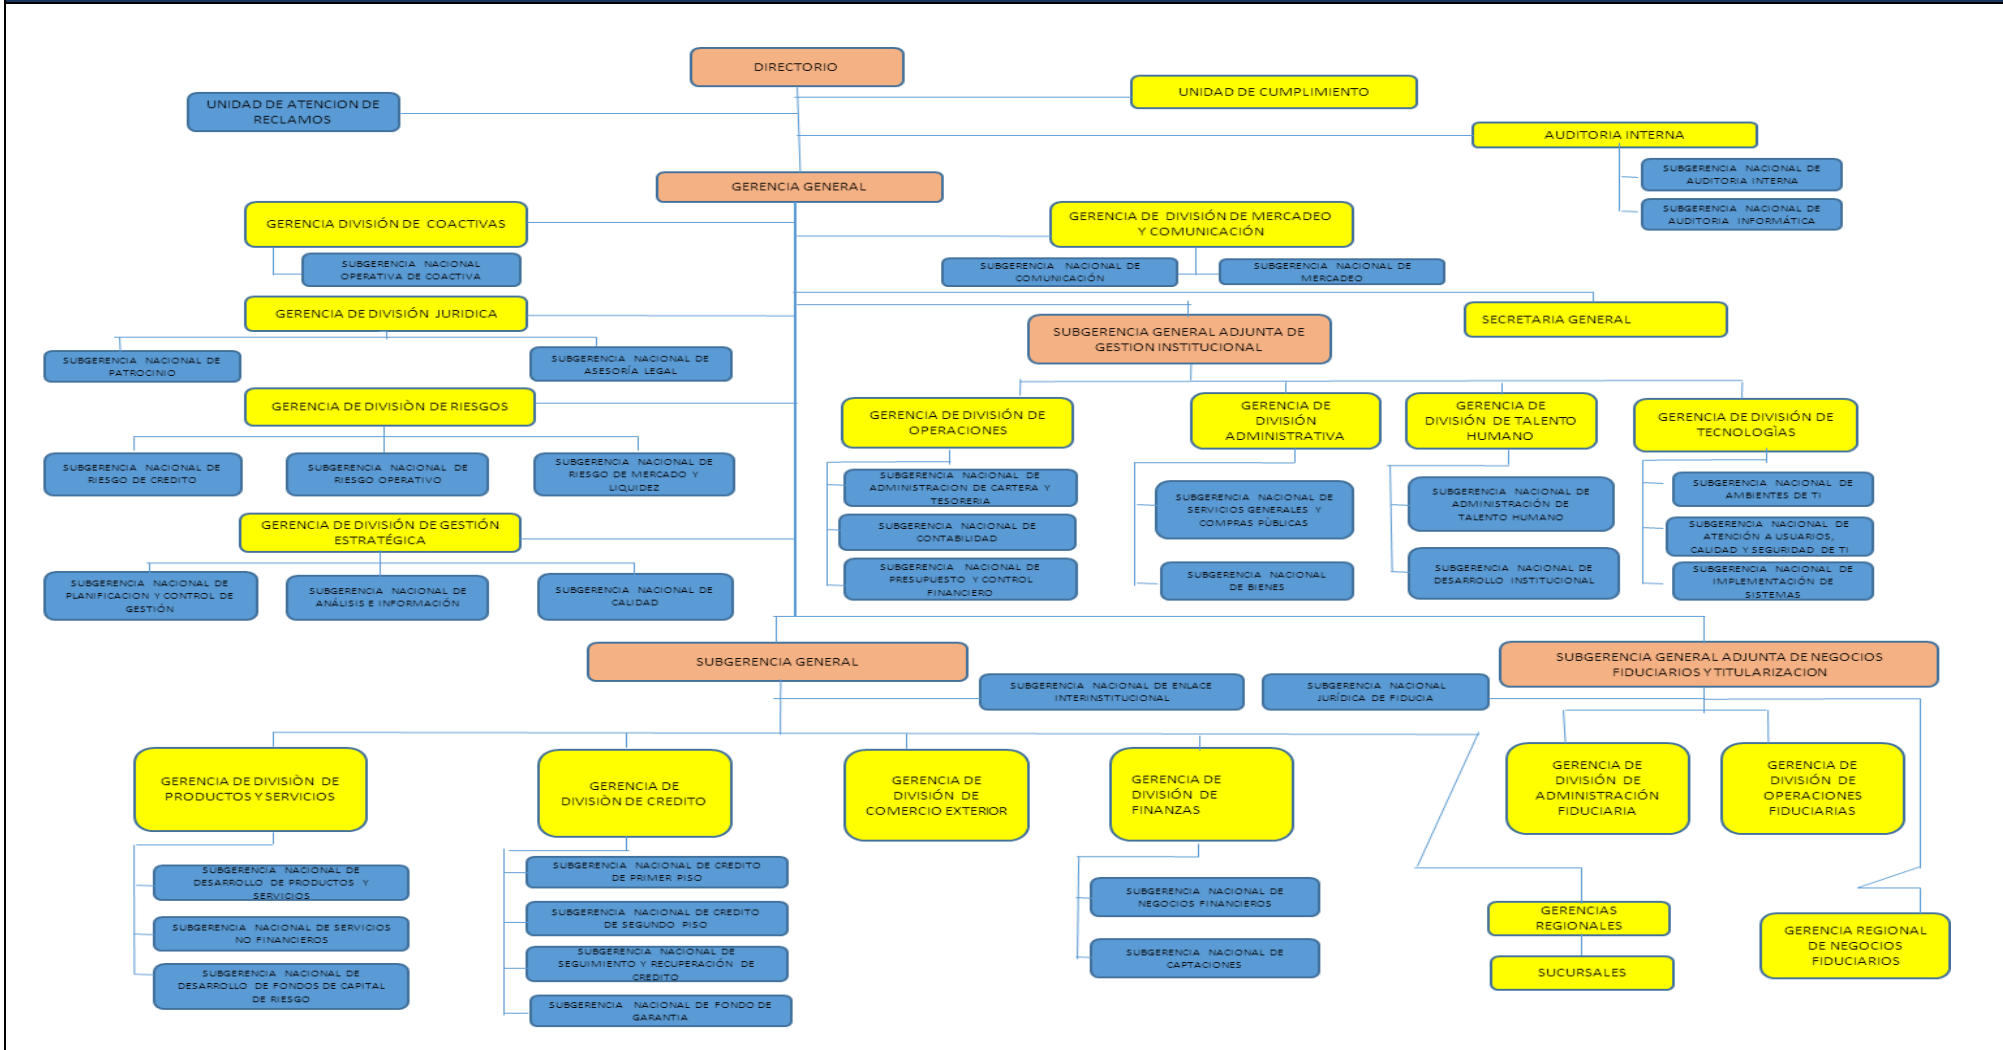 DIRECTORIO
UNIDAD DE CUMPLIMIENTO
UNIDAD DE ATENCION DE
RECLAMOS
AUDITORIA INTERNA
SUBGERENCIA NACIONAL DE
AUDITORIA INTERNA
SUBGERENCIA NACIONAL DE
AUDITORIA INFORMÁTICA
GERENCIA GENERAL
GERENCIA DIVISIÓN DE COACTIVAS
SUBGERENCIA NACIONAL
OPERATIVA DE COACTIVA
GERENCIA DE DIVISIÓN DE MERCADEO
Y COMUNICACIÓN
SUBGERENCIA NACIONAL DE
COMUNICACIÓN
SUBGERENCIA NACIONAL DE
MERCADEO
GERENCIA DE DIVISIÓN JURIDICA
SUBGERENCIA NACIONAL DE
PATROCINIO
SUBGERENCIA NACIONAL DE
ASESORÍA LEGAL
SECRETARIA GENERAL
SUBGERENCIA GENERAL ADJUNTA DE
GESTION INSTITUCIONAL
GERENCIA DE DIVISIÒN DE RIESGOS
SUBGERENCIA NACIONAL DE
RIESGO DE CREDITO
SUBGERENCIA NACIONAL DE
RIESGO OPERATIVO
SUBGERENCIA NACIONAL DE
RIESGO DE MERCADO Y
LIQUIDEZ
GERENCIA DE DIVISIÓN DE
OPERACIONES
SUBGERENCIA NACIONAL DE
ADMINISTRACION DE CARTERA Y
TESORERIA
SUBGERENCIA NACIONAL DE
CONTABILIDAD
SUBGERENCIA NACIONAL DE
PRESUPUESTO Y CONTROL
FINANCIERO
GERENCIA DE
DIVISIÓN
ADMINISTRATIVA
SUBGERENCIA NACIONAL DE
SERVICIOS GENERALES Y
COMPRAS PÙBLICAS
SUBGERENCIA NACIONAL
DE BIENES
GERENCIA DE
DIVISIÓN DE TALENTO
HUMANO
SUBGERENCIA NACIONAL DE
ADMINISTRACIÓN DE
TALENTO HUMANO
SUBGERENCIA NACIONAL DE
DESARROLLO INSTITUCIONAL
GERENCIA DE DIVISIÓN DE
TECNOLOGÌAS
SUBGERENCIA NACIONAL DE
AMBIENTES DE TI
SUBGERENCIA NACIONAL DE
ATENCIÓN A USUARIOS,
CALIDAD Y SEGURIDAD DE TI
SUBGERENCIA NACIONAL DE
IMPLEMENTACIÓN DE
SISTEMAS
GERENCIA DE DIVISIÓN DE GESTIÓN
ESTRATÉGICA
SUBGERENCIA NACIONAL DE
PLANIFICACION Y CONTROL DE
GESTIÓN
SUBGERENCIA NACIONAL DE
ANÁLISIS E INFORMACIÓN
SUBGERENCIA NACIONAL DE
CALIDAD
SUBGERENCIA GENERAL
SUBGERENCIA NACIONAL DE ENLACE
INTERINSTITUCIONAL
SUBGERENCIA NACIONAL
JURÍDICA DE FIDUCIA
SUBGERENCIA GENERAL ADJUNTA DE NEGOCIOS
FIDUCIARIOS Y TITULARIZACION
GERENCIA DE DIVISIÒN DE
PRODUCTOS Y SERVICIOS
SUBGERENCIA NACIONAL DE
DESARROLLO DE PRODUCTOS Y
SERVICIOS
SUBGERENCIA NACIONAL DE SERVICIOS
NO FINANCIEROS
SUBGERENCIA NACIONAL DE
DESARROLLO DE FONDOS DE CAPITAL
DE RIESGO
GERENCIA DE
DIVISIÒN DE CREDITO
SUBGERENCIA NACIONAL DE CREDITO
DE PRIMER PISO
SUBGERENCIA NACIONAL DE CREDITO
DE SEGUNDO PISO
SUBGERENCIA NACIONAL DE
SEGUIMIENTO Y RECUPERACIÓN DE
CREDITO
SUBGERENCIA NACIONAL DE FONDO DE
GARANTIA
GERENCIA DE
DIVISIÓN DE
COMERCIO EXTERIOR
GERENCIA DE
DIVISIÓN DE
FINANZAS
SUBGERENCIA NACIONAL DE
NEGOCIOS FINANCIEROS
SUBGERENCIA NACIONAL DE
CAPTACIONES
GERENCIA DE
DIVISIÓN DE
ADMINISTRACIÓN
FIDUCIARIA
GERENCIA DE
DIVISIÓN DE
OPERACIONES
FIDUCIARIAS
GERENCIAS
REGIONALES
SUCURSALES
GERENCIA REGIONAL
DE NEGOCIOS
FIDUCIARIOS